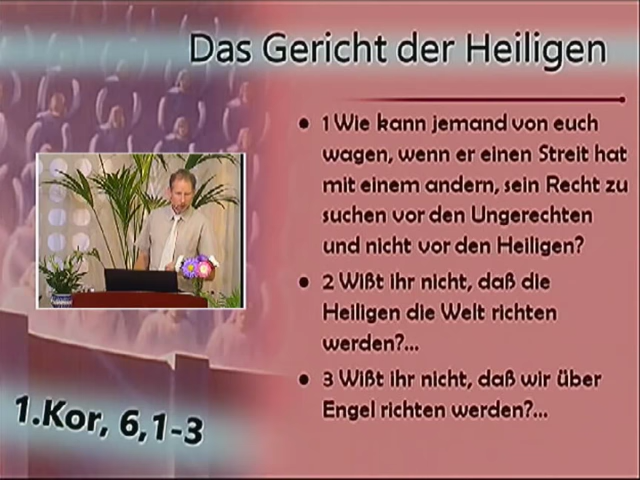 Das Gericht der Heiligen
• 1 Wie kann jemand von euch
wagen, wenn er einen Streit hat
mit einem andern, sein Recht zu
suchen vor den Ungerechten
und nicht vor den Heiligen?
• 2 Wißt ihr nicht, daß die
Heiligen die Welt richten
werden?...
• 3 Wißt ihr nicht, daß wir über
Engel richten werden?...
1.Kor, 6,1-3